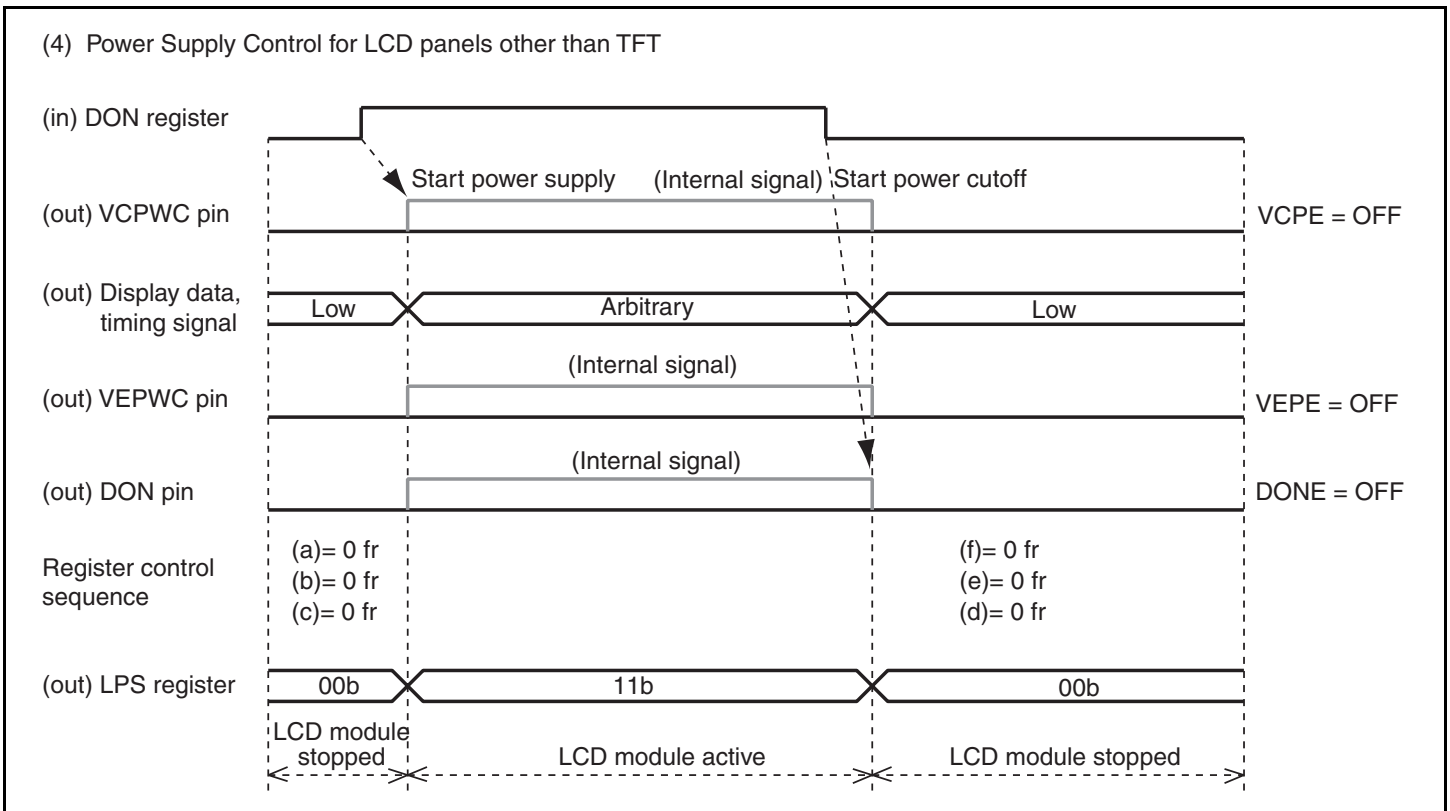 (4) Power Supply Control for LCD panels other than TFT
(in) DON register
Start power supply
(Internal signal)
Start power cutoff
(out) VCPWC pin
VCPE = OFF
(out) Display data,
timing signal
Low
Arbitrary
Low
(Internal signal)
(out) VEPWC pin
VEPE = OFF
(Internal signal)
(out) DON pin
DONE = OFF
Register control
sequence
(a)= 0 fr
(b)= 0 fr
(c)= 0 fr
(f)= 0 fr
(e)= 0 fr
(d)= 0 fr
(out) LPS register
00b
11b
00b
LCD module
stopped
LCD module active
LCD module stopped